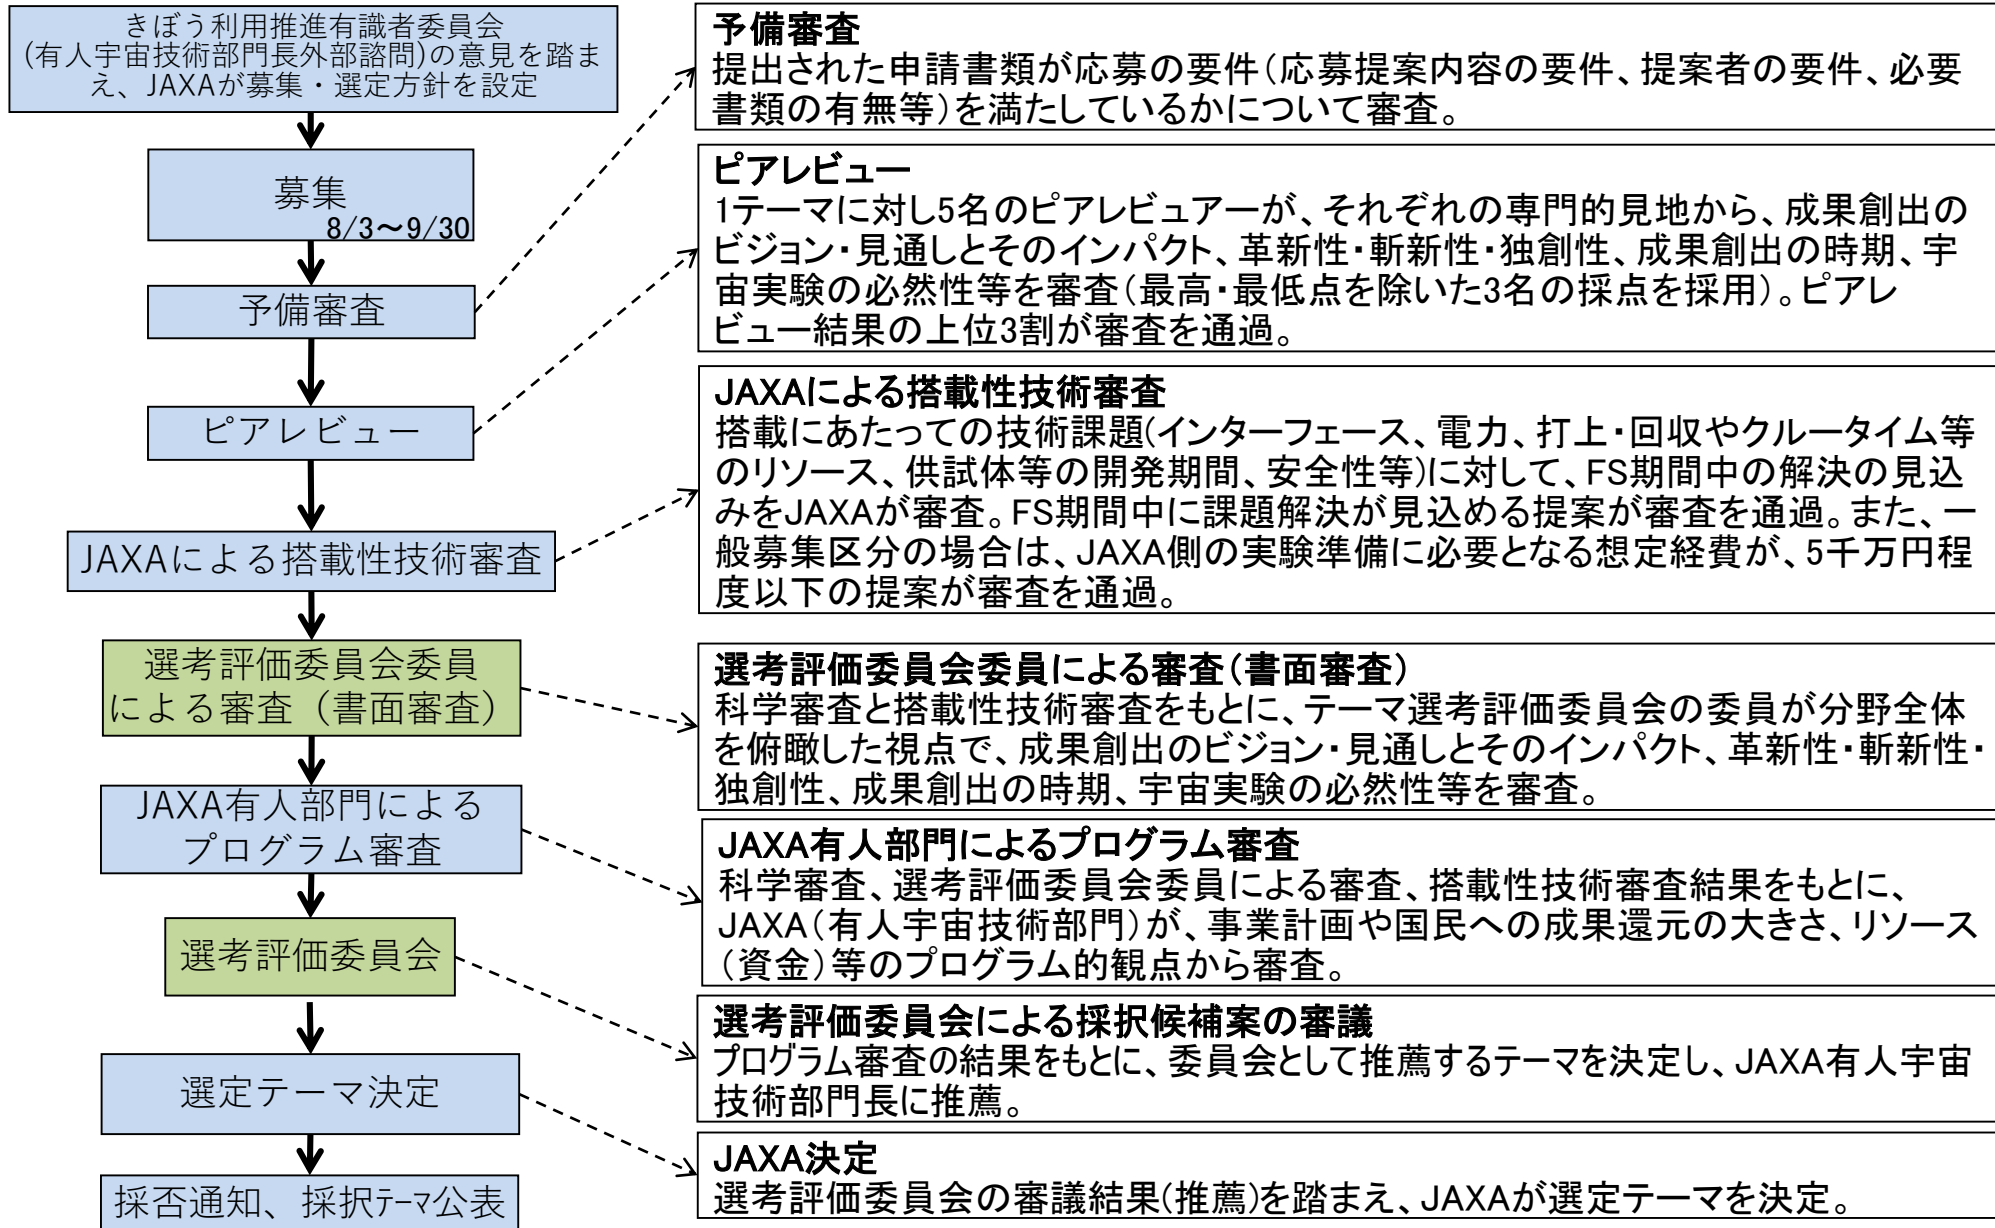 きぼう利用推進有識者委員会
(有人宇宙技術部門長外部諮問)の意見を踏ま
え、JAXAが募集・選定方針を設定
募集
8/3～9/30
予備審査
ピアレビュー
JAXAによる搭載性技術審査
選考評価委員会委員
による審査（書面審査）
JAXA有人部門による
プログラム審査
選考評価委員会
選定テーマ決定
採否通知、採択ﾃｰﾏ公表
予備審査
提出された申請書類が応募の要件（応募提案内容の要件、提案者の要件、必要
書類の有無等）を満たしているかについて審査。
ピアレビュー
1テーマに対し5名のピアレビュアーが、それぞれの専門的見地から、成果創出の
ビジョン・見通しとそのインパクト、革新性・斬新性・独創性、成果創出の時期、宇
宙実験の必然性等を審査（最高・最低点を除いた3名の採点を採用）。ピアレ
ビュー結果の上位3割が審査を通過。
JAXAによる搭載性技術審査
搭載にあたっての技術課題(インターフェース、電力、打上・回収やクルータイム等
のリソース、供試体等の開発期間、安全性等)に対して、FS期間中の解決の見込
みをJAXAが審査。FS期間中に課題解決が見込める提案が審査を通過。また、一
般募集区分の場合は、JAXA側の実験準備に必要となる想定経費が、5千万円程
度以下の提案が審査を通過。
選考評価委員会委員による審査（書面審査）
科学審査と搭載性技術審査をもとに、テーマ選考評価委員会の委員が分野全体
を俯瞰した視点で、成果創出のビジョン・見通しとそのインパクト、革新性・斬新性・
独創性、成果創出の時期、宇宙実験の必然性等を審査。
JAXA有人部門によるプログラム審査
科学審査、選考評価委員会委員による審査、搭載性技術審査結果をもとに、
JAXA（有人宇宙技術部門）が、事業計画や国民への成果還元の大きさ、リソース
（資金）等のプログラム的観点から審査。
選考評価委員会による採択候補案の審議
プログラム審査の結果をもとに、委員会として推薦するテーマを決定し、JAXA有人宇宙
技術部門長に推薦。
JAXA決定
選考評価委員会の審議結果(推薦)を踏まえ、JAXAが選定テーマを決定。